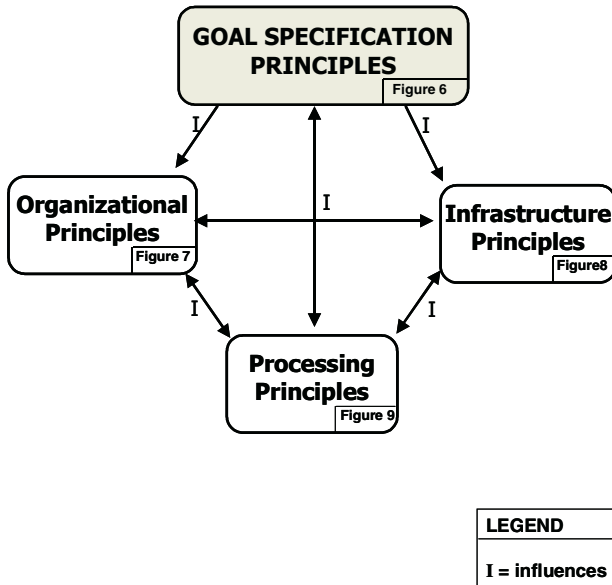 GOAL SPECIFICATION
PRINCIPLES
Figure 6
I
I
Organizational
Principles
Figure 7
I
Infrastructure
Principles
Figure8
I
I
Processing
Principles
Figure 9
LEGEND
I = influences